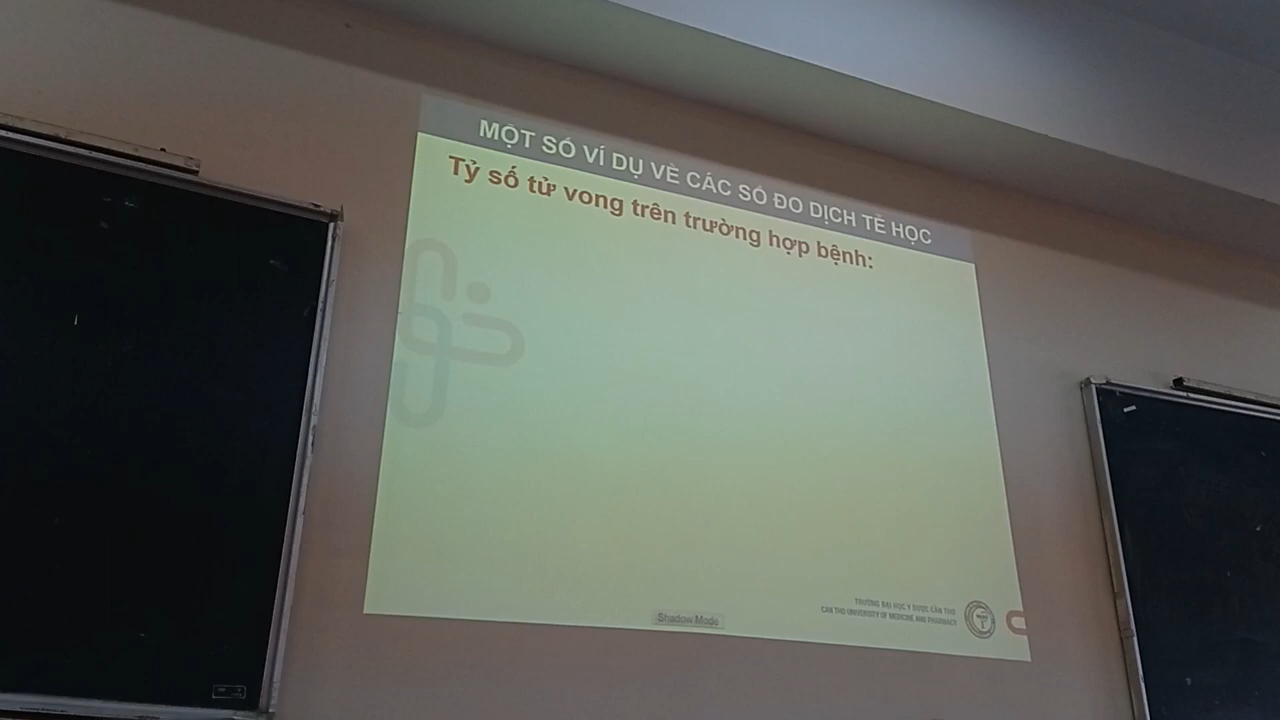 MỘT SỐ VÍ DỤ VỀ CÁC SỐ ĐO DỊCH TỄ HỌC
Tỷ số tử vong trên trường hợp bệnh:
TRƯỜNG ĐẠI HỌC Y DƯỢC CẦN THƠ
CAN THO UNIVERSITY OF MEDICINE AND PHARMACY
Shadow Mode